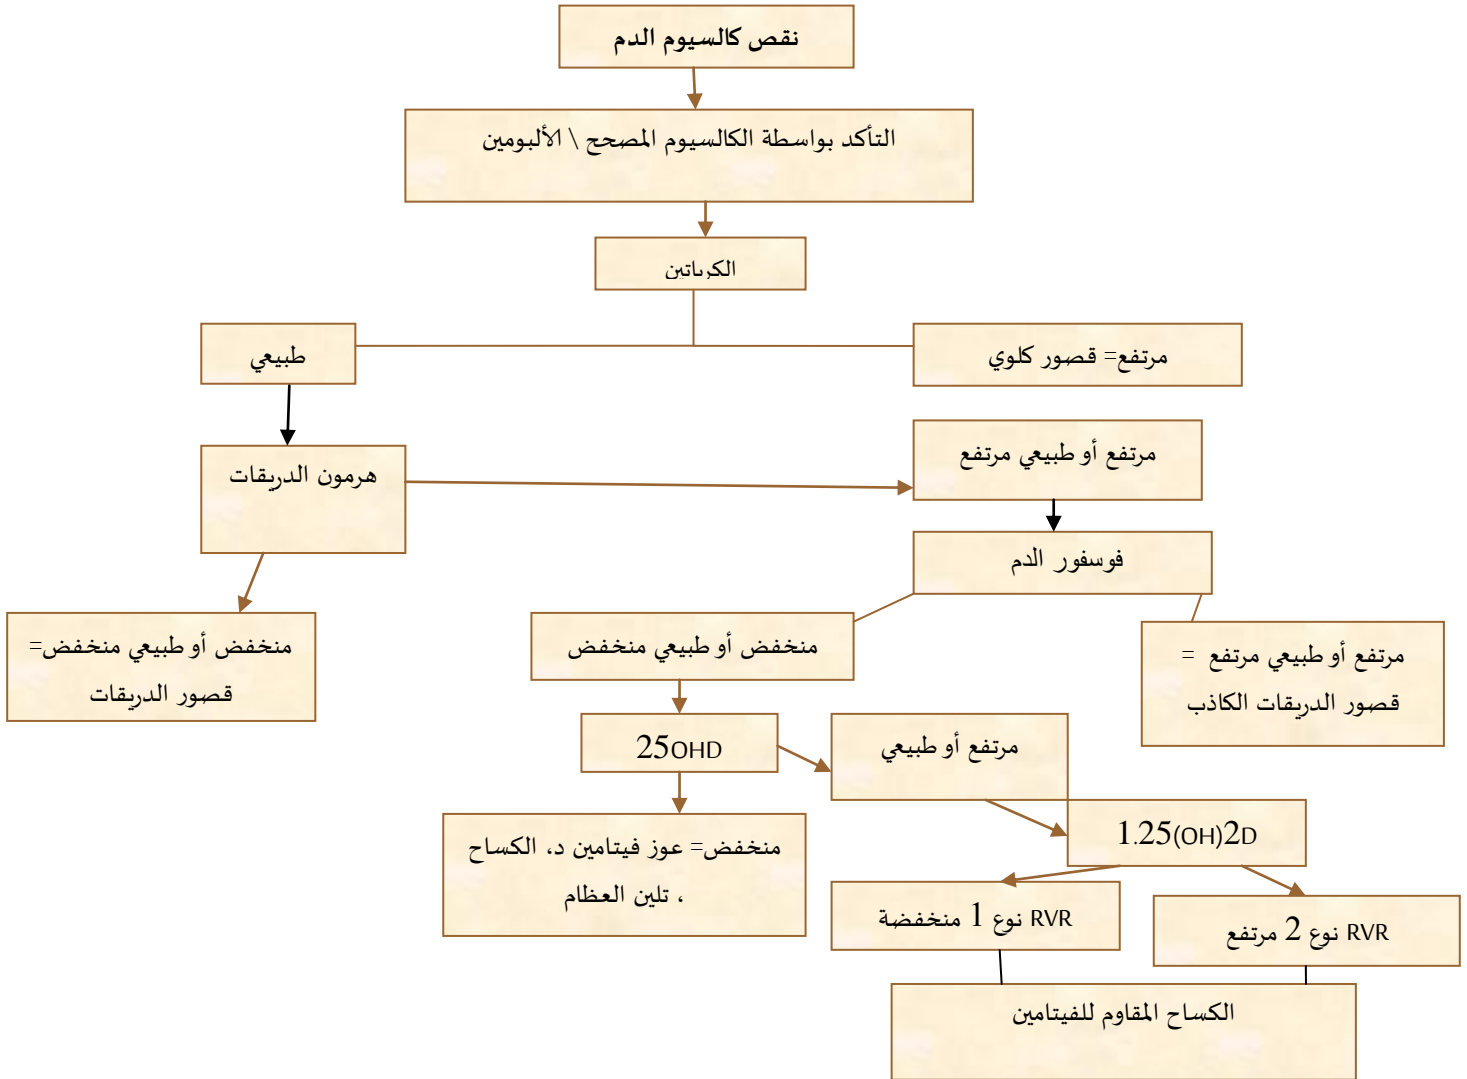 نقص كالسيوم الدم
التأكد بواسطة الكالسيوم المصحح \ الألبومين
الكرياتين
طبيعي
مرتفع= قصور كلوي
هرمون الدريقات
مرتفع أو طبيعي مرتفع
فوسفور الدم
منخفض أو طبيعي منخفض=
قصور الدريقات
منخفض أو طبيعي منخفض
مرتفع أو طبيعي مرتفع =
قصور الدريقات الكاذب
25OHD
مرتفع أو طبيعي
منخفض= عوز فيتامين د، الكساح
، تلين العظام
1.25(OH)2D
RVR نوع 1 منخفضة
RVR نوع 2 مرتفع
الكساح المقاوم للفيتامين